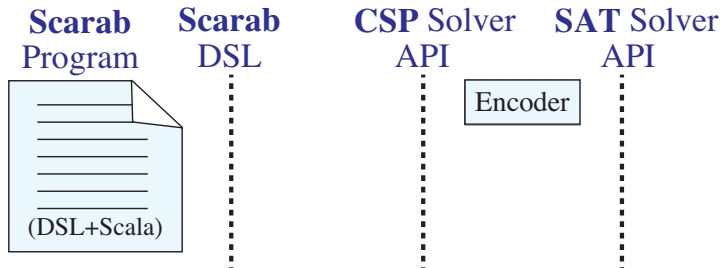 Scarab Program
Scarab DSL
CSP Solver API
SAT Solver API
Encoder
(DSL+Scala)